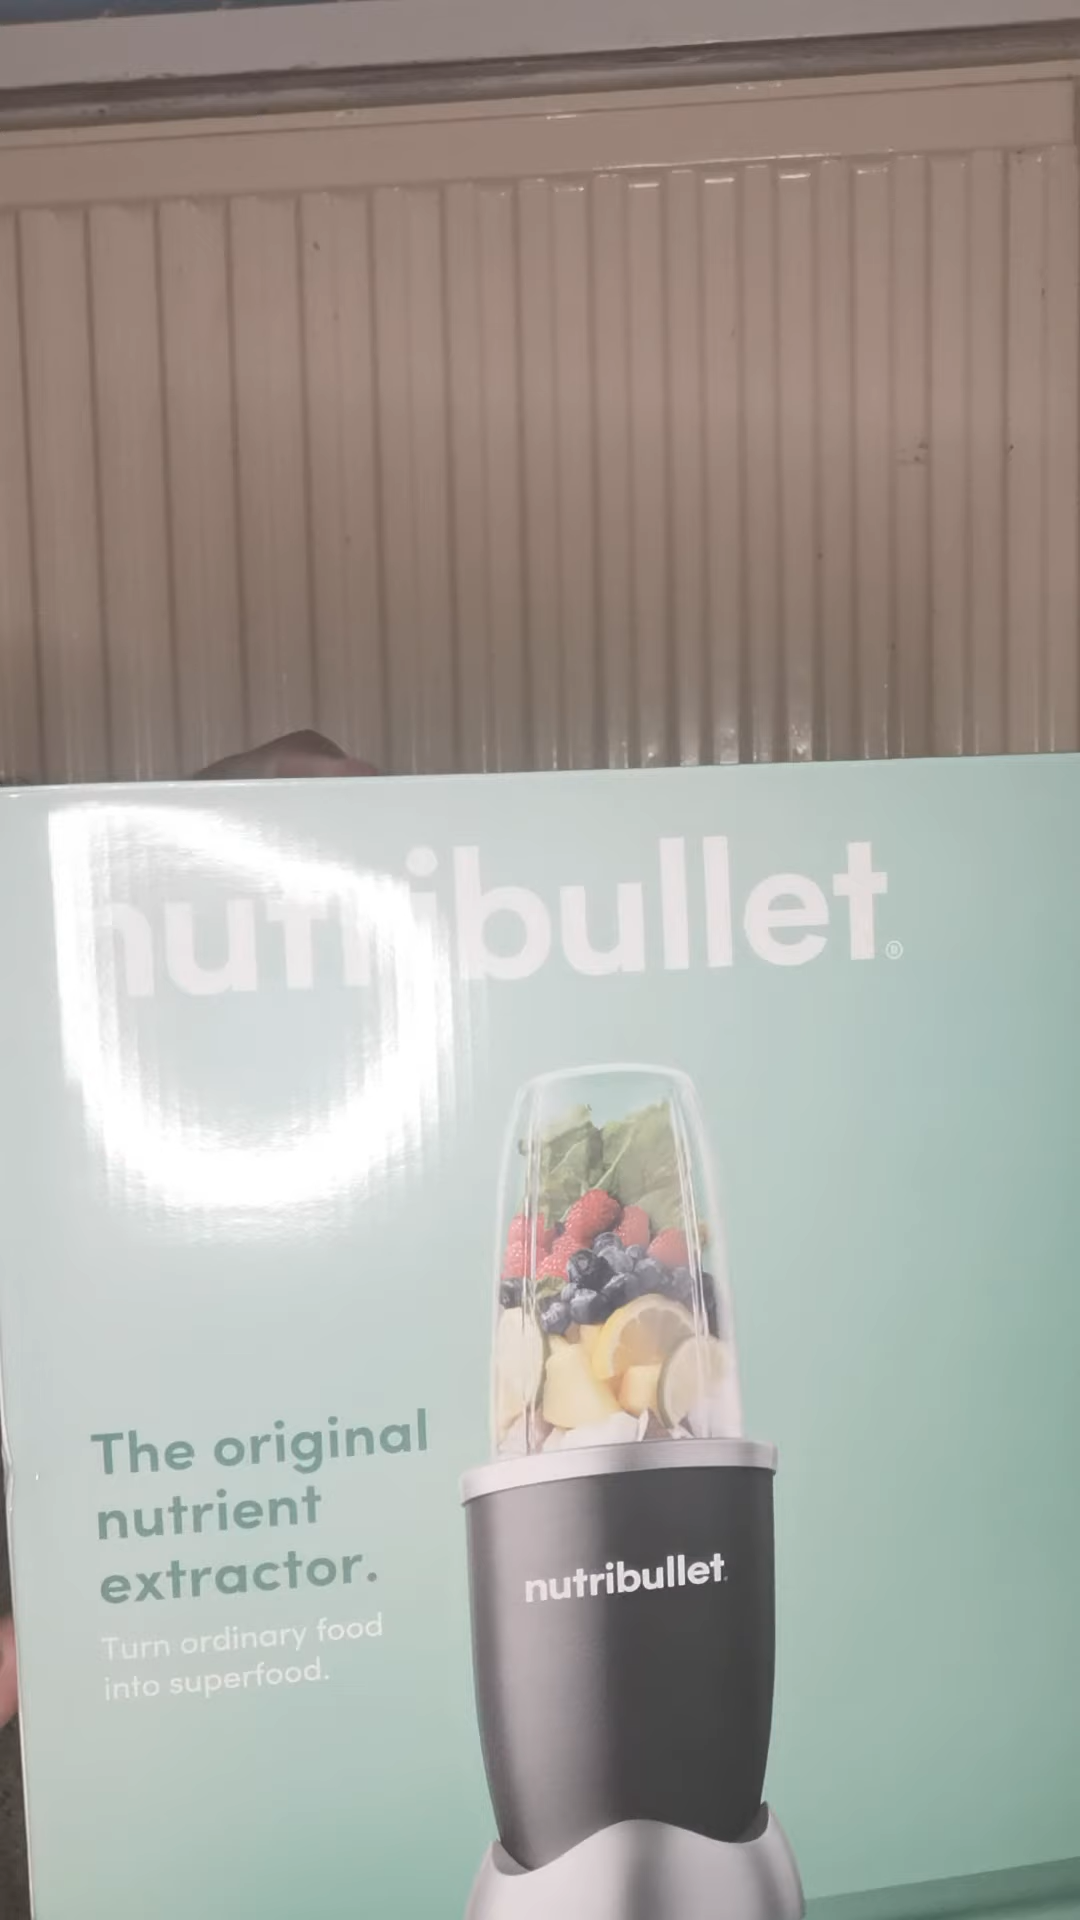 nutribullet®
The original
nutrient
extractor.
Turn ordinary food
into superfood.
nutribullet